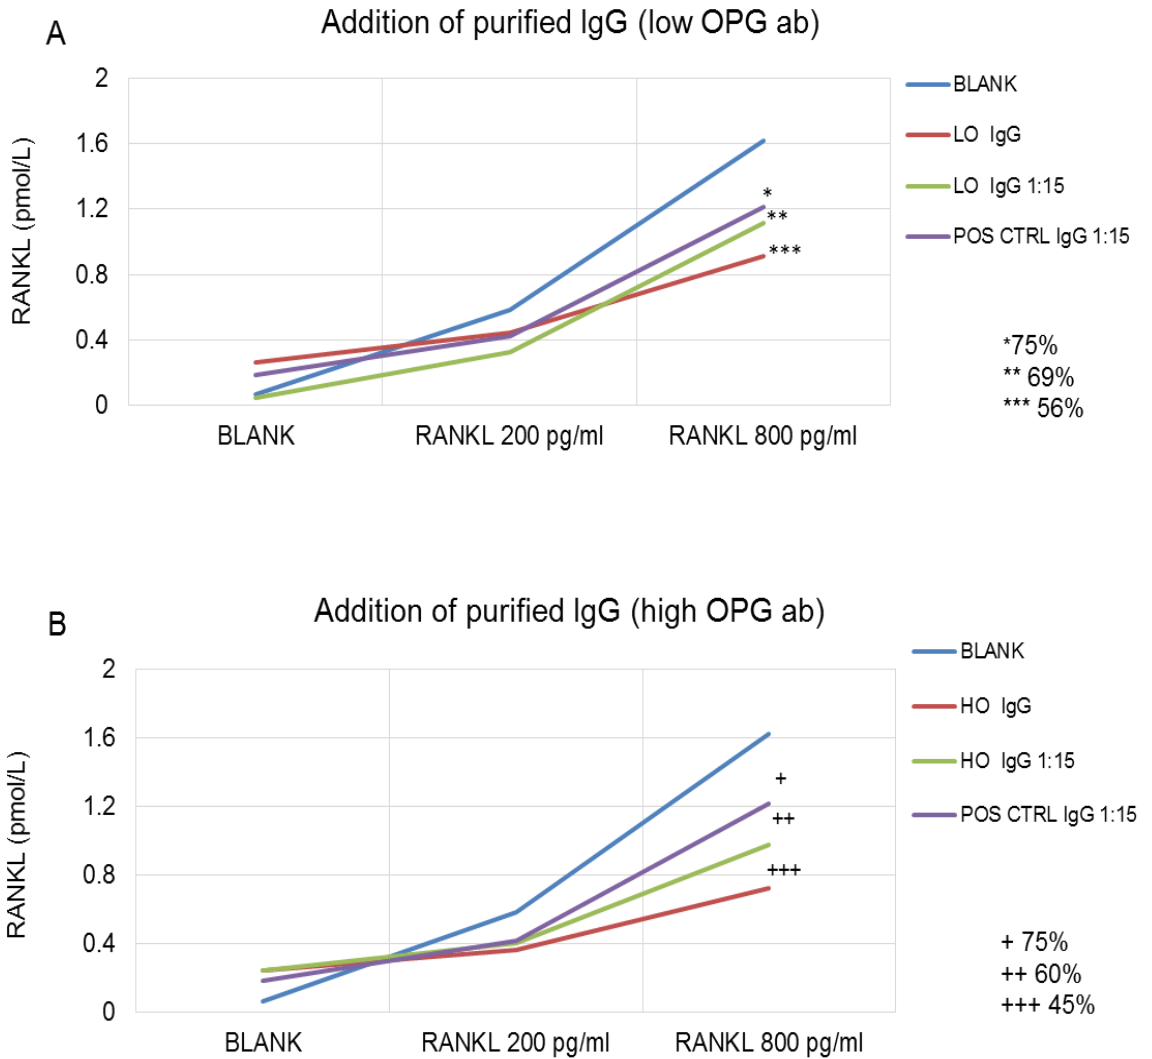 A
Addition of purified IgG (low OPG ab)
RANKL (pmol/L)
2
1.6
1.2
0.8
0.4
0
BLANK
RANKL 200 pg/ml
RANKL 800 pg/ml
*
**
***
BLANK
LO IgG
LO IgG 1:15
POS CTRL IgG 1:15
*75%
** 69%
*** 56%
B
Addition of purified IgG (high OPG ab)
RANKL (pmol/L)
2
1.6
1.2
0.8
0.4
0
BLANK
RANKL 200 pg/ml
RANKL 800 pg/ml
+
++
+++
BLANK
HO IgG
HO IgG 1:15
POS CTRL IgG 1:15
+ 75%
++ 60%
+++ 45%